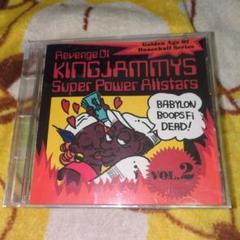 Golden Age Of
Dancehall Series
Revenge Of
KING JAMMYS
Super Power Allstars
BABYLON
BOOPS FI
DEAD!
VOL.2